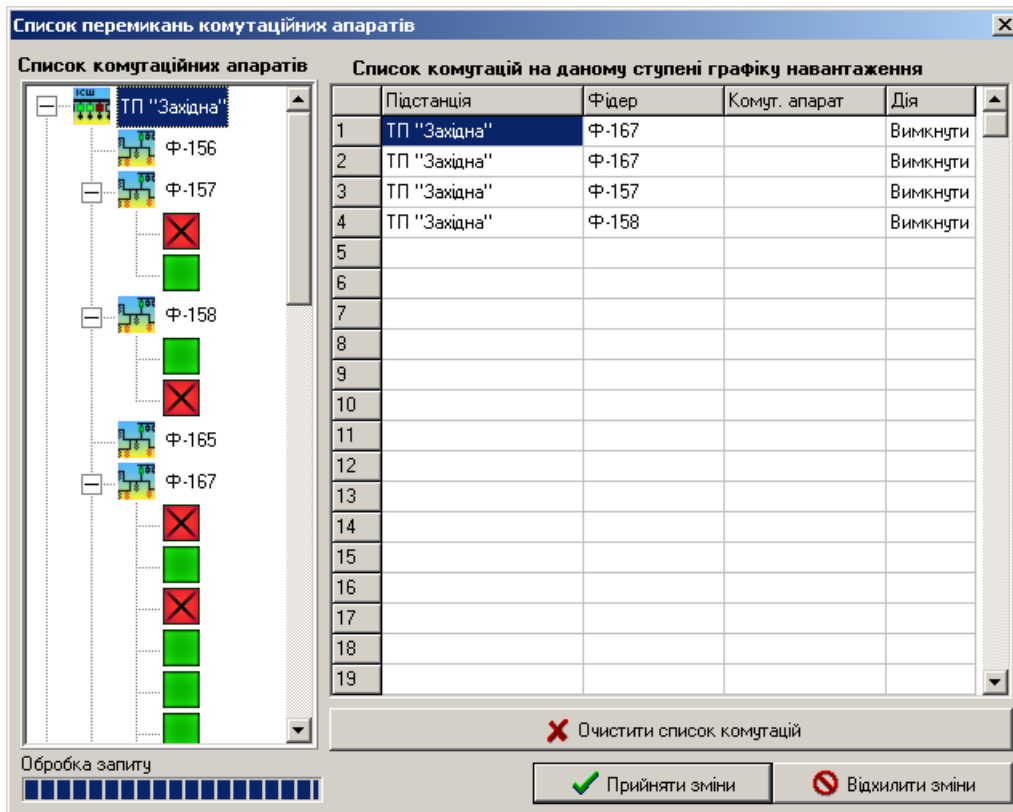 Список перемикань комутаційних апаратів
Список комутаційних апаратів
ІСШ
ТП "Західна"
Ф-156
Ф-157
Ф-158
Ф-165
Ф-167
Список комутацій на даному ступені графіку навантаження
Підстанція Фідер Комут. апарат Дія
1 ТП "Західна" Ф-167 Вимкнути
2 ТП "Західна" Ф-167 Вимкнути
3 ТП "Західна" Ф-157 Вимкнути
4 ТП "Західна" Ф-158 Вимкнути
5
6
7
8
9
10
11
12
13
14
15
16
17
18
19
Очистити список комутацій
Обробка запиту
Прийняти зміни Відхилити зміни